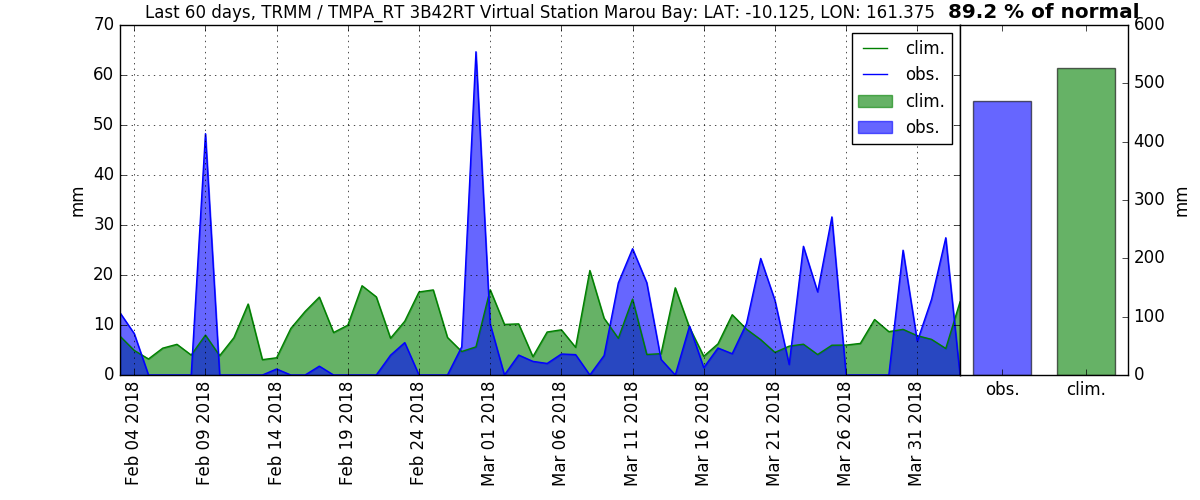 Last 60 days, TRMM / TMPA_RT 3B42RT Virtual Station Marou Bay: LAT: -10.125, LON: 161.375 89.2 % of normal
70
60
50
40
30
20
10
0
mm
clim.
obs.
clim.
obs.
600
500
400
300
200
100
0
mm
Feb 04 2018
Feb 09 2018
Feb 14 2018
Feb 19 2018
Feb 24 2018
Mar 01 2018
Mar 06 2018
Mar 11 2018
Mar 16 2018
Mar 21 2018
Mar 26 2018
Mar 31 2018
obs.
clim.